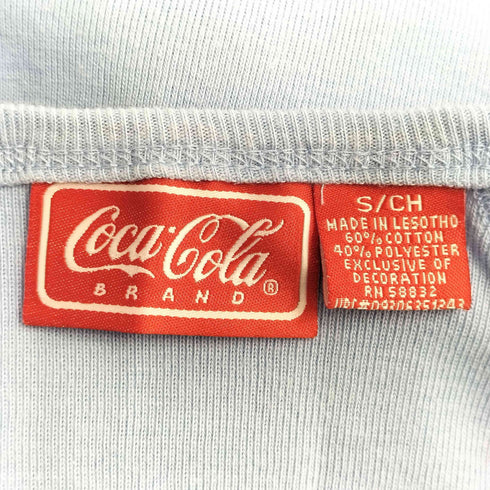 Coca-Cola ®
BRAND
S/CH
MADE IN LESOTHO
60% COTTON
40% POLYESTER
EXCLUSIVE OF
DECORATION
RN 58832